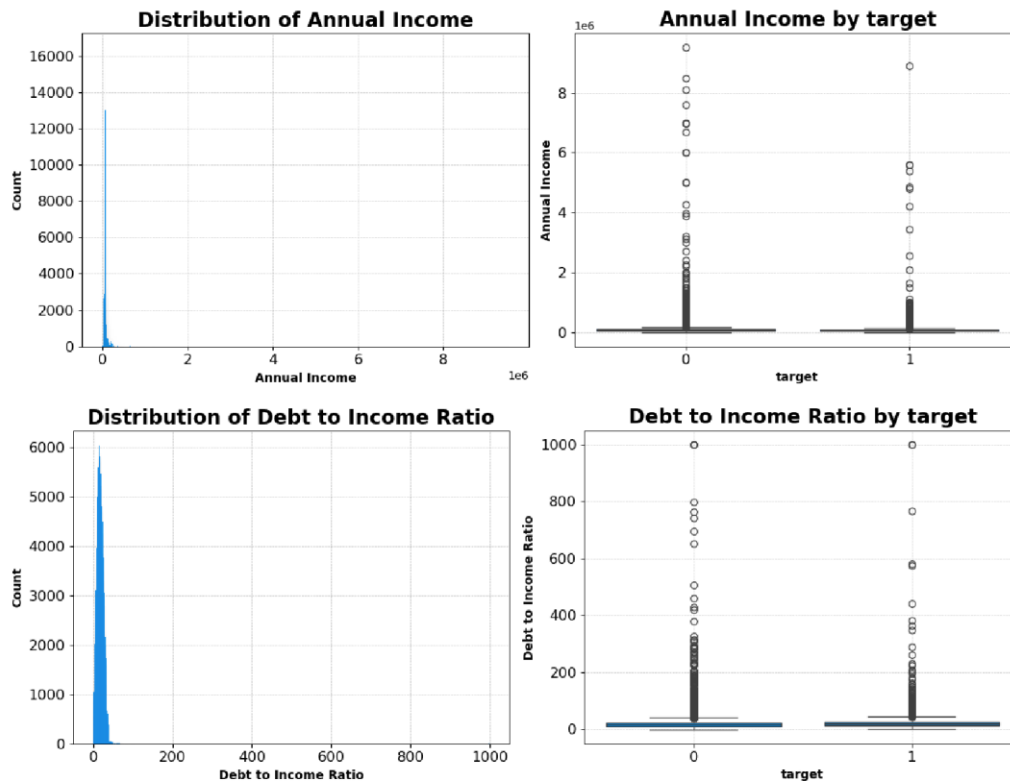 Distribution of Annual Income
16000
14000
12000
10000
8000
6000
4000
2000
0
Count
0 2 4 6 8
1e6
Annual Income
Annual Income by target
1e6
8
6
4
2
0
Annual Income
0 1
target
Distribution of Debt to Income Ratio
6000
5000
4000
3000
2000
1000
0
Count
0 200 400 600 800 1000
Debt to Income Ratio
Debt to Income Ratio by target
1000
800
600
400
200
0
Debt to Income Ratio
0 1
target